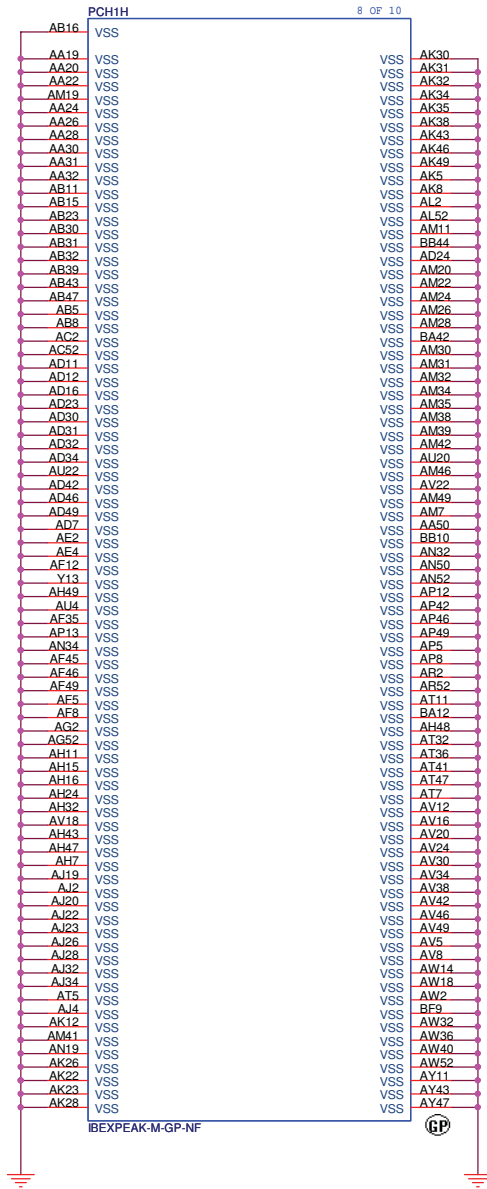 PCH1H 8 OF 10
AB16 VSS
AA19 VSS VSS AK30
AA20 VSS VSS AK31
AA22 VSS VSS AK32
AM19 VSS VSS AK34
AA24 VSS VSS AK35
AA26 VSS VSS AK38
AA28 VSS VSS AK43
AA30 VSS VSS AK46
AA31 VSS VSS AK49
AA32 VSS VSS AK5
AB11 VSS VSS AK8
AB15 VSS VSS AL2
AB23 VSS VSS AL52
AB30 VSS VSS AM11
AB31 VSS VSS BB44
AB32 VSS VSS AD24
AB39 VSS VSS AM20
AB43 VSS VSS AM22
AB47 VSS VSS AM24
AB5 VSS VSS AM26
AB8 VSS VSS AM28
AC2 VSS VSS BA42
AC52 VSS VSS AM30
AD11 VSS VSS AM31
AD12 VSS VSS AM32
AD16 VSS VSS AM34
AD23 VSS VSS AM35
AD30 VSS VSS AM38
AD31 VSS VSS AM39
AD32 VSS VSS AM42
AD34 VSS VSS AU20
AU22 VSS VSS AM46
AD42 VSS VSS AV22
AD46 VSS VSS AM49
AD49 VSS VSS AM7
AD7 VSS VSS AA50
AE2 VSS VSS BB10
AE4 VSS VSS AN32
AF12 VSS VSS AN50
Y13 VSS VSS AN52
AH49 VSS VSS AP12
AU4 VSS VSS AP42
AF35 VSS VSS AP46
AP13 VSS VSS AP49
AN34 VSS VSS AP5
AF45 VSS VSS AP8
AF46 VSS VSS AR2
AF49 VSS VSS AR52
AF5 VSS VSS AT11
AF8 VSS VSS BA12
AG2 VSS VSS AH48
AG52 VSS VSS AT32
AH11 VSS VSS AT36
AH15 VSS VSS AT41
AH16 VSS VSS AT47
AH24 VSS VSS AT7
AH32 VSS VSS AV12
AV18 VSS VSS AV16
AH43 VSS VSS AV20
AH47 VSS VSS AV24
AH7 VSS VSS AV30
AJ19 VSS VSS AV34
AJ2 VSS VSS AV38
AJ20 VSS VSS AV42
AJ22 VSS VSS AV46
AJ23 VSS VSS AV49
AJ26 VSS VSS AV5
AJ28 VSS VSS AV8
AJ32 VSS VSS AW14
AJ34 VSS VSS AW18
AT5 VSS VSS AW2
AJ4 VSS VSS BF9
AK12 VSS VSS AW32
AM41 VSS VSS AW36
AN19 VSS VSS AW40
AK26 VSS VSS AW52
AK22 VSS VSS AY11
AK23 VSS VSS AY43
AK28 VSS VSS AY47
IBEXPEAK-M-GP-NF GP